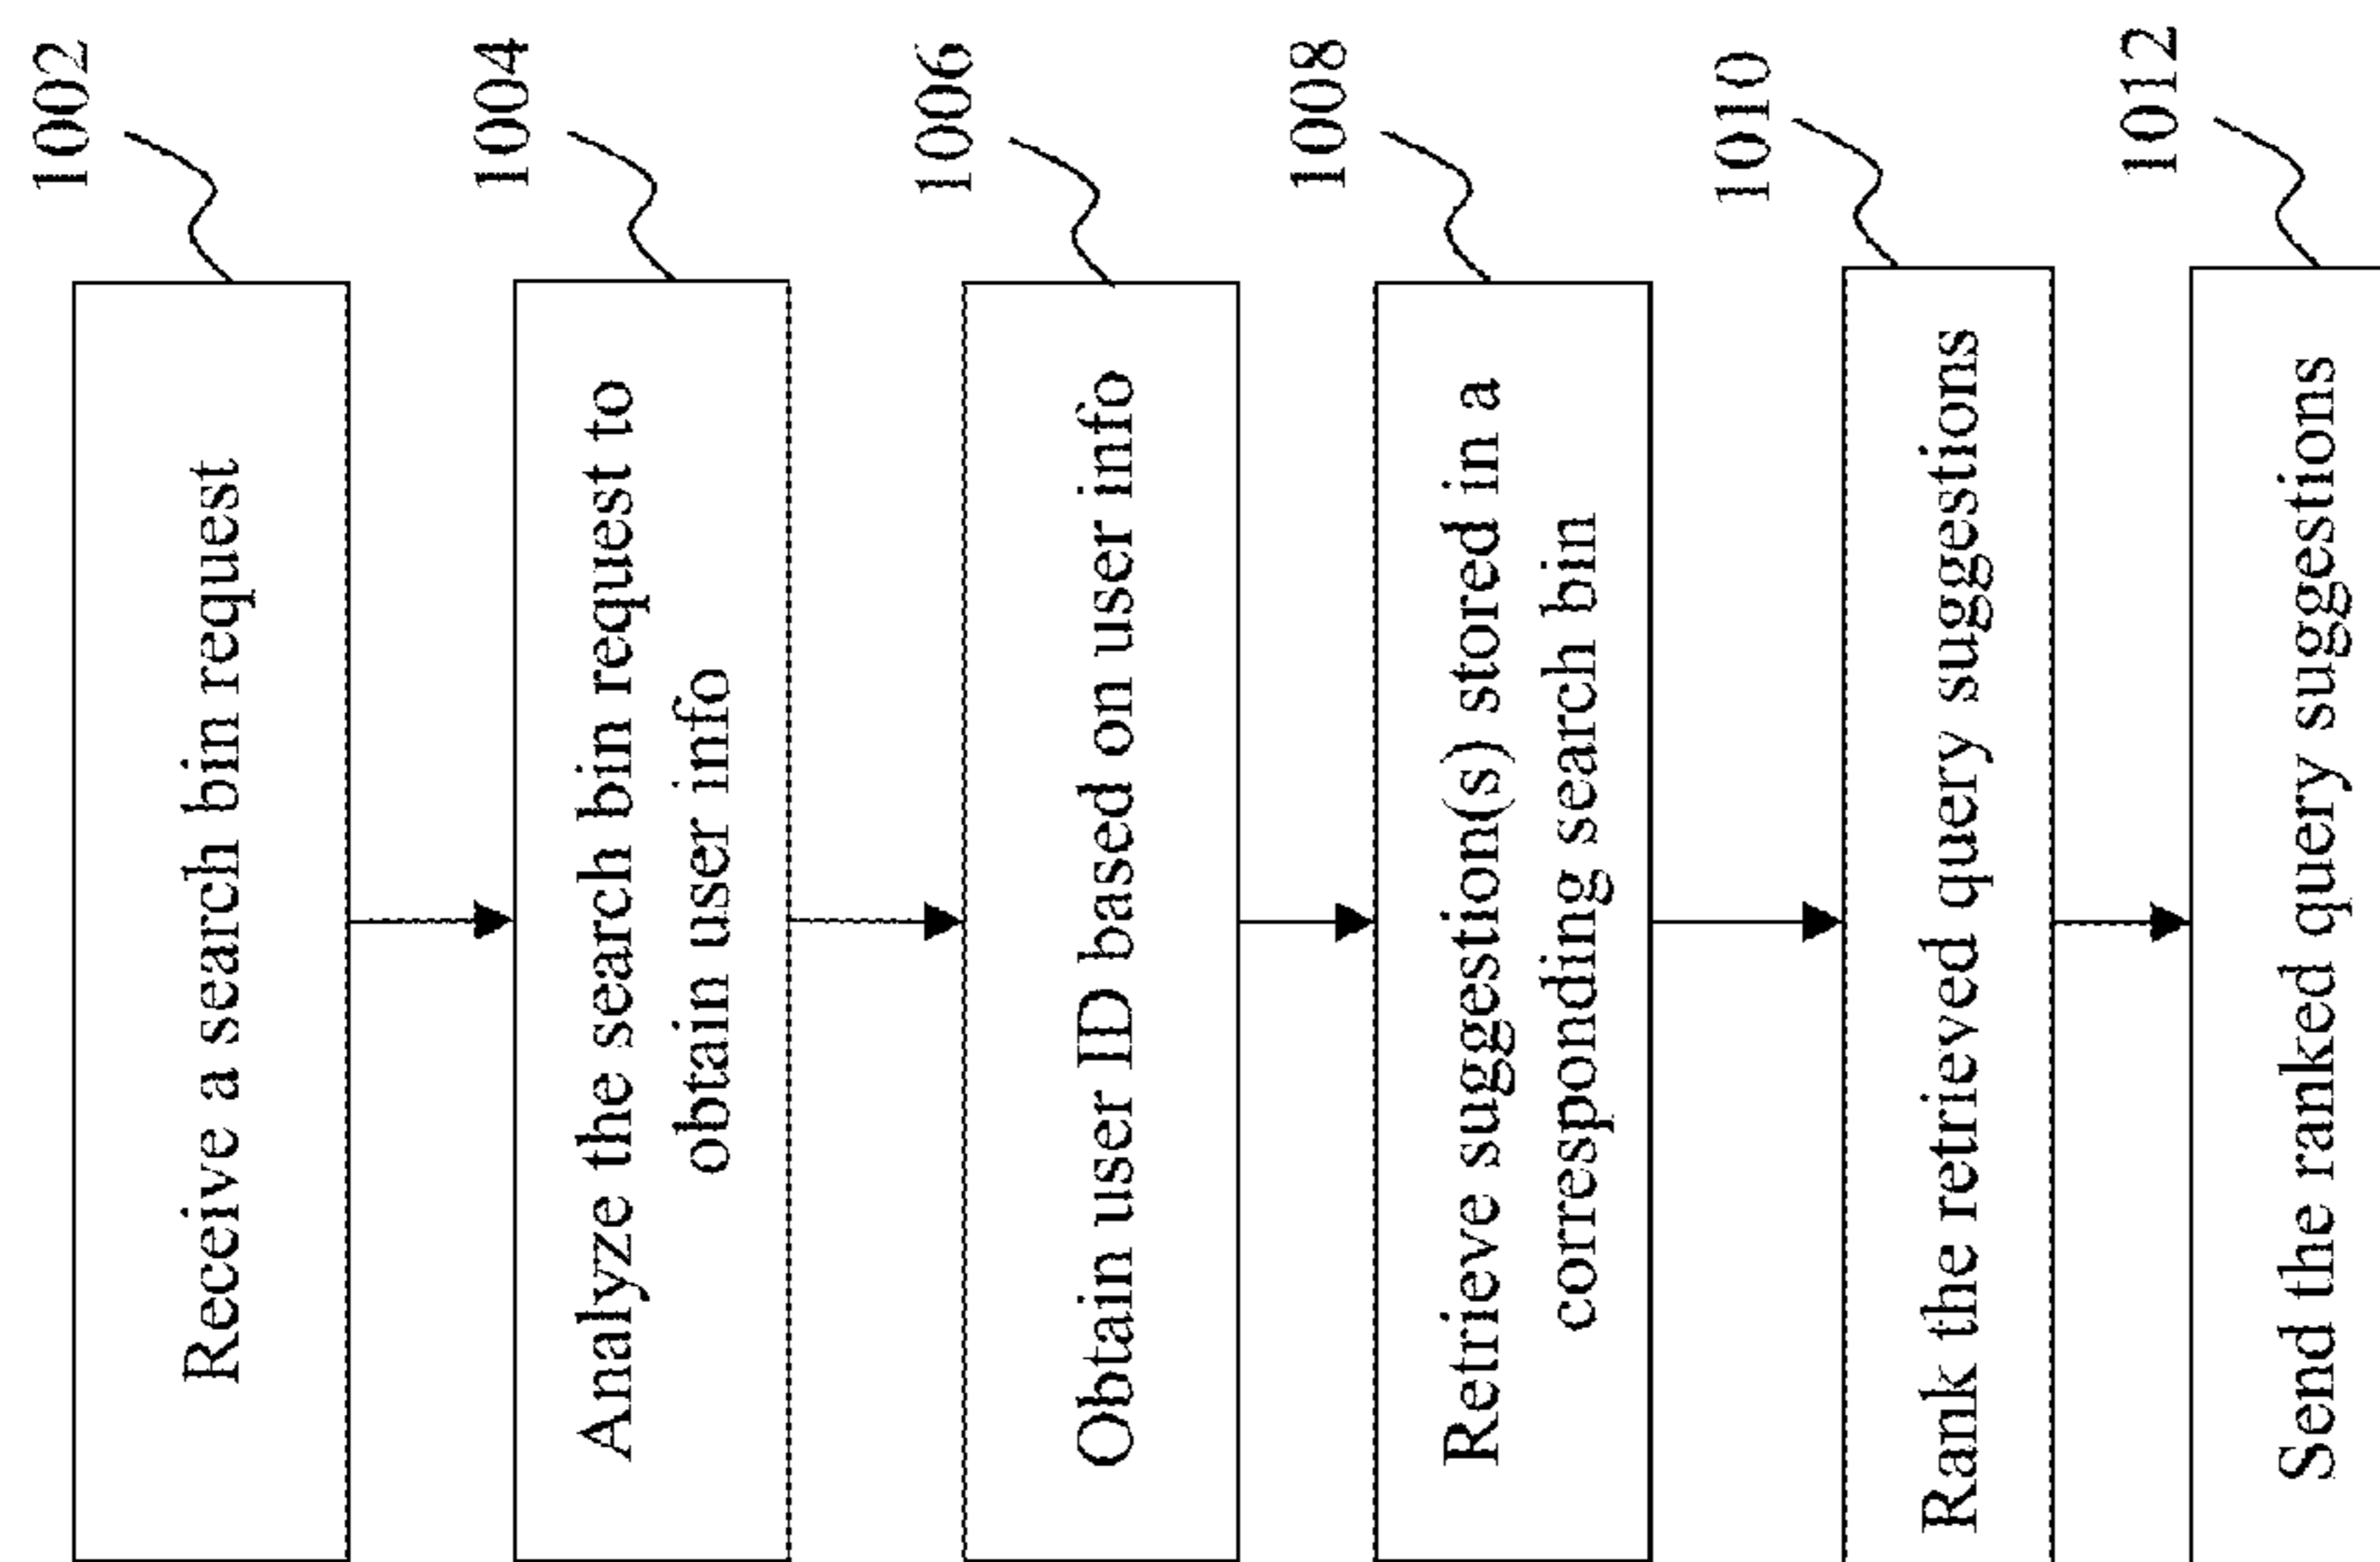 1002
Receive a search bin request
1004
Analyze the search bin request to
obtain user info
1006
Obtain user ID based on user info
1008
Retrieve suggestion(s) stored in a
corresponding search bin
1010
Rank the retrieved query suggestions
1012
Send the ranked query suggestions